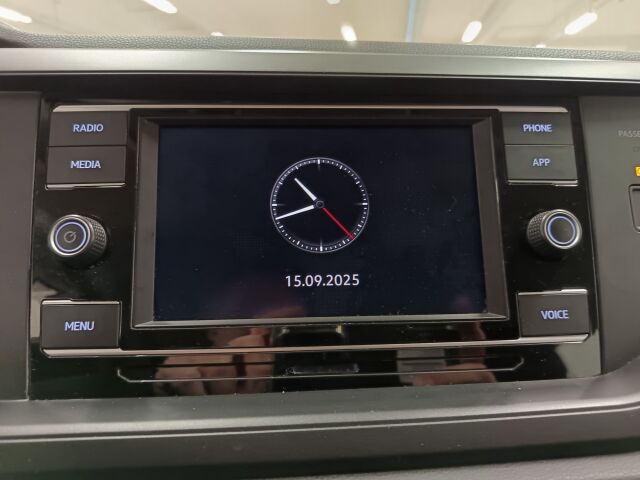 RADIO
PHONE
MEDIA
APP
15.09.2025
MENU
VOICE